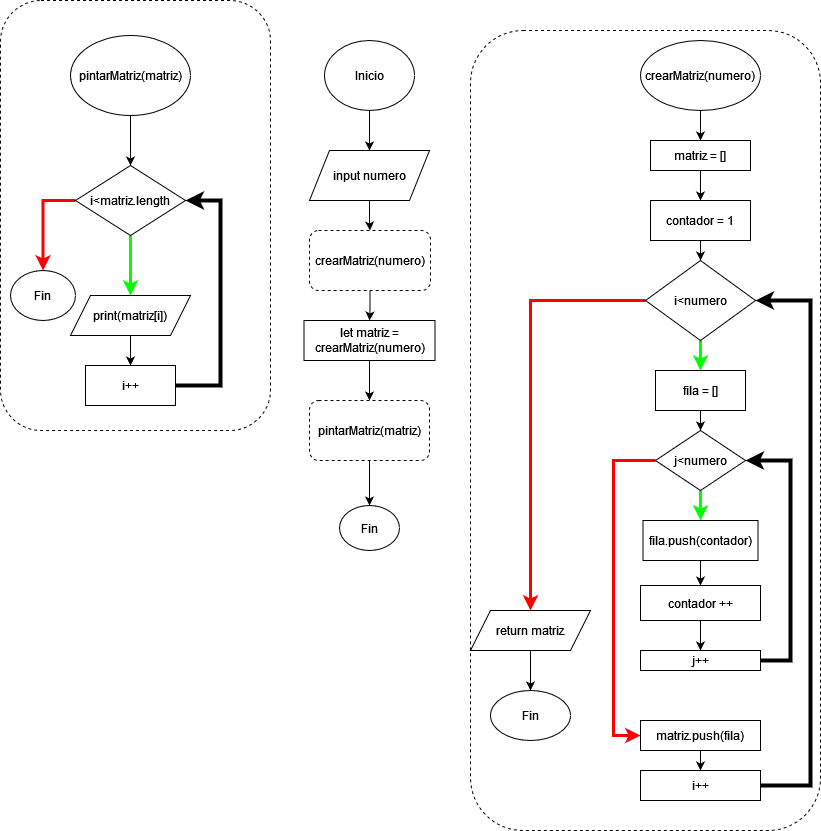 pintarMatriz(matriz)
i<matriz.length
Fin
print(matriz[i])
i++
Inicio
input numero
crearMatriz(numero)
let matriz =
crearMatriz(numero)
pintarMatriz(matriz)
Fin
crearMatriz(numero)
matriz = []
contador = 1
i<numero
fila = []
j<numero
fila.push(contador)
contador ++
j++
return matriz
Fin
matriz.push(fila)
i++